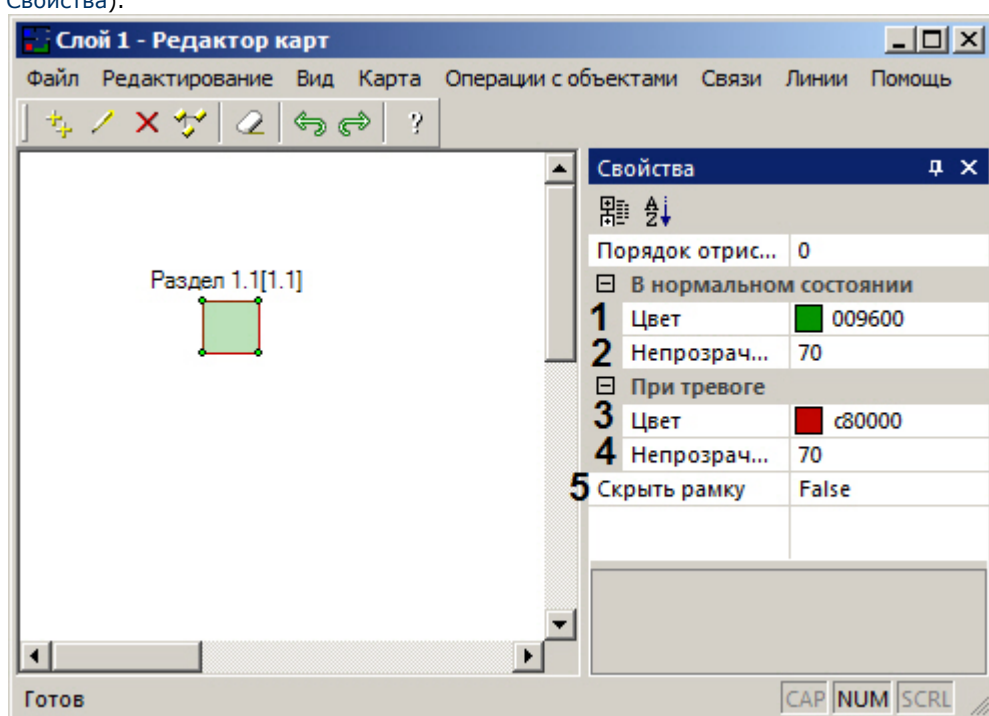 Свойства).
Слой 1 - Редактор карт
Файл Редактирование Вид Карта Операции с объектами Связи Линии Помощь
?
Свойства
A
Z
Порядок отрис... 0
В нормальном состоянии
1 Цвет 009600
2 Непрозрач... 70
При тревоге
3 Цвет c80000
4 Непрозрач... 70
5 Скрыть рамку False
Раздел 1.1[1.1]
Готов CAP NUM SCRL